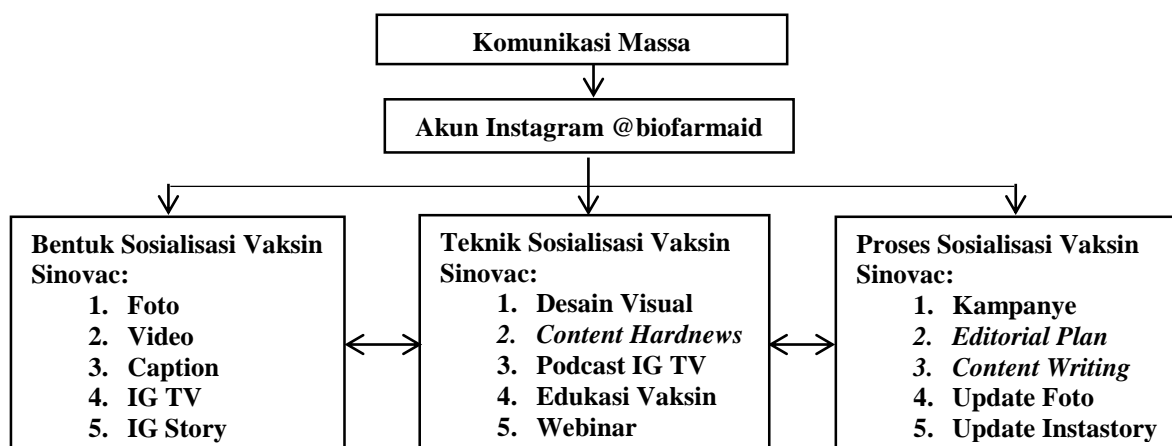 Komunikasi Massa
Akun Instagram @biofarmaid
Bentuk Sosialisasi Vaksin
Sinovac:
1. Foto
2. Video
3. Caption
4. IG TV
5. IG Story
Teknik Sosialisasi Vaksin
Sinovac:
1. Desain Visual
2. Content Hardnews
3. Podcast IG TV
4. Edukasi Vaksin
5. Webinar
Proses Sosialisasi Vaksin
Sinovac:
1. Kampanye
2. Editorial Plan
3. Content Writing
4. Update Foto
5. Update Instastory